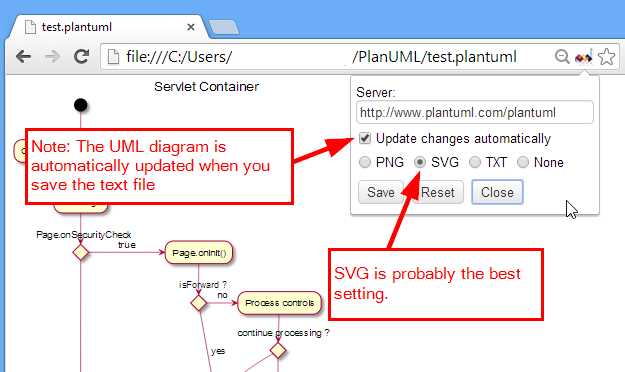 test.plantuml
file:///C:/Users/ /PlanUML/test.plantuml
Servlet Container
Server:
http://www.plantuml.com/plantuml
Update changes automatically
PNG SVG TXT None
Save Reset Close
Note: The UML diagram is
automatically updated when you
save the text file
Page.onSecurityCheck
true
Page.onInit()
isForward ?
no
Process controls
continue processing ?
yes
SVG is probably the best
setting.